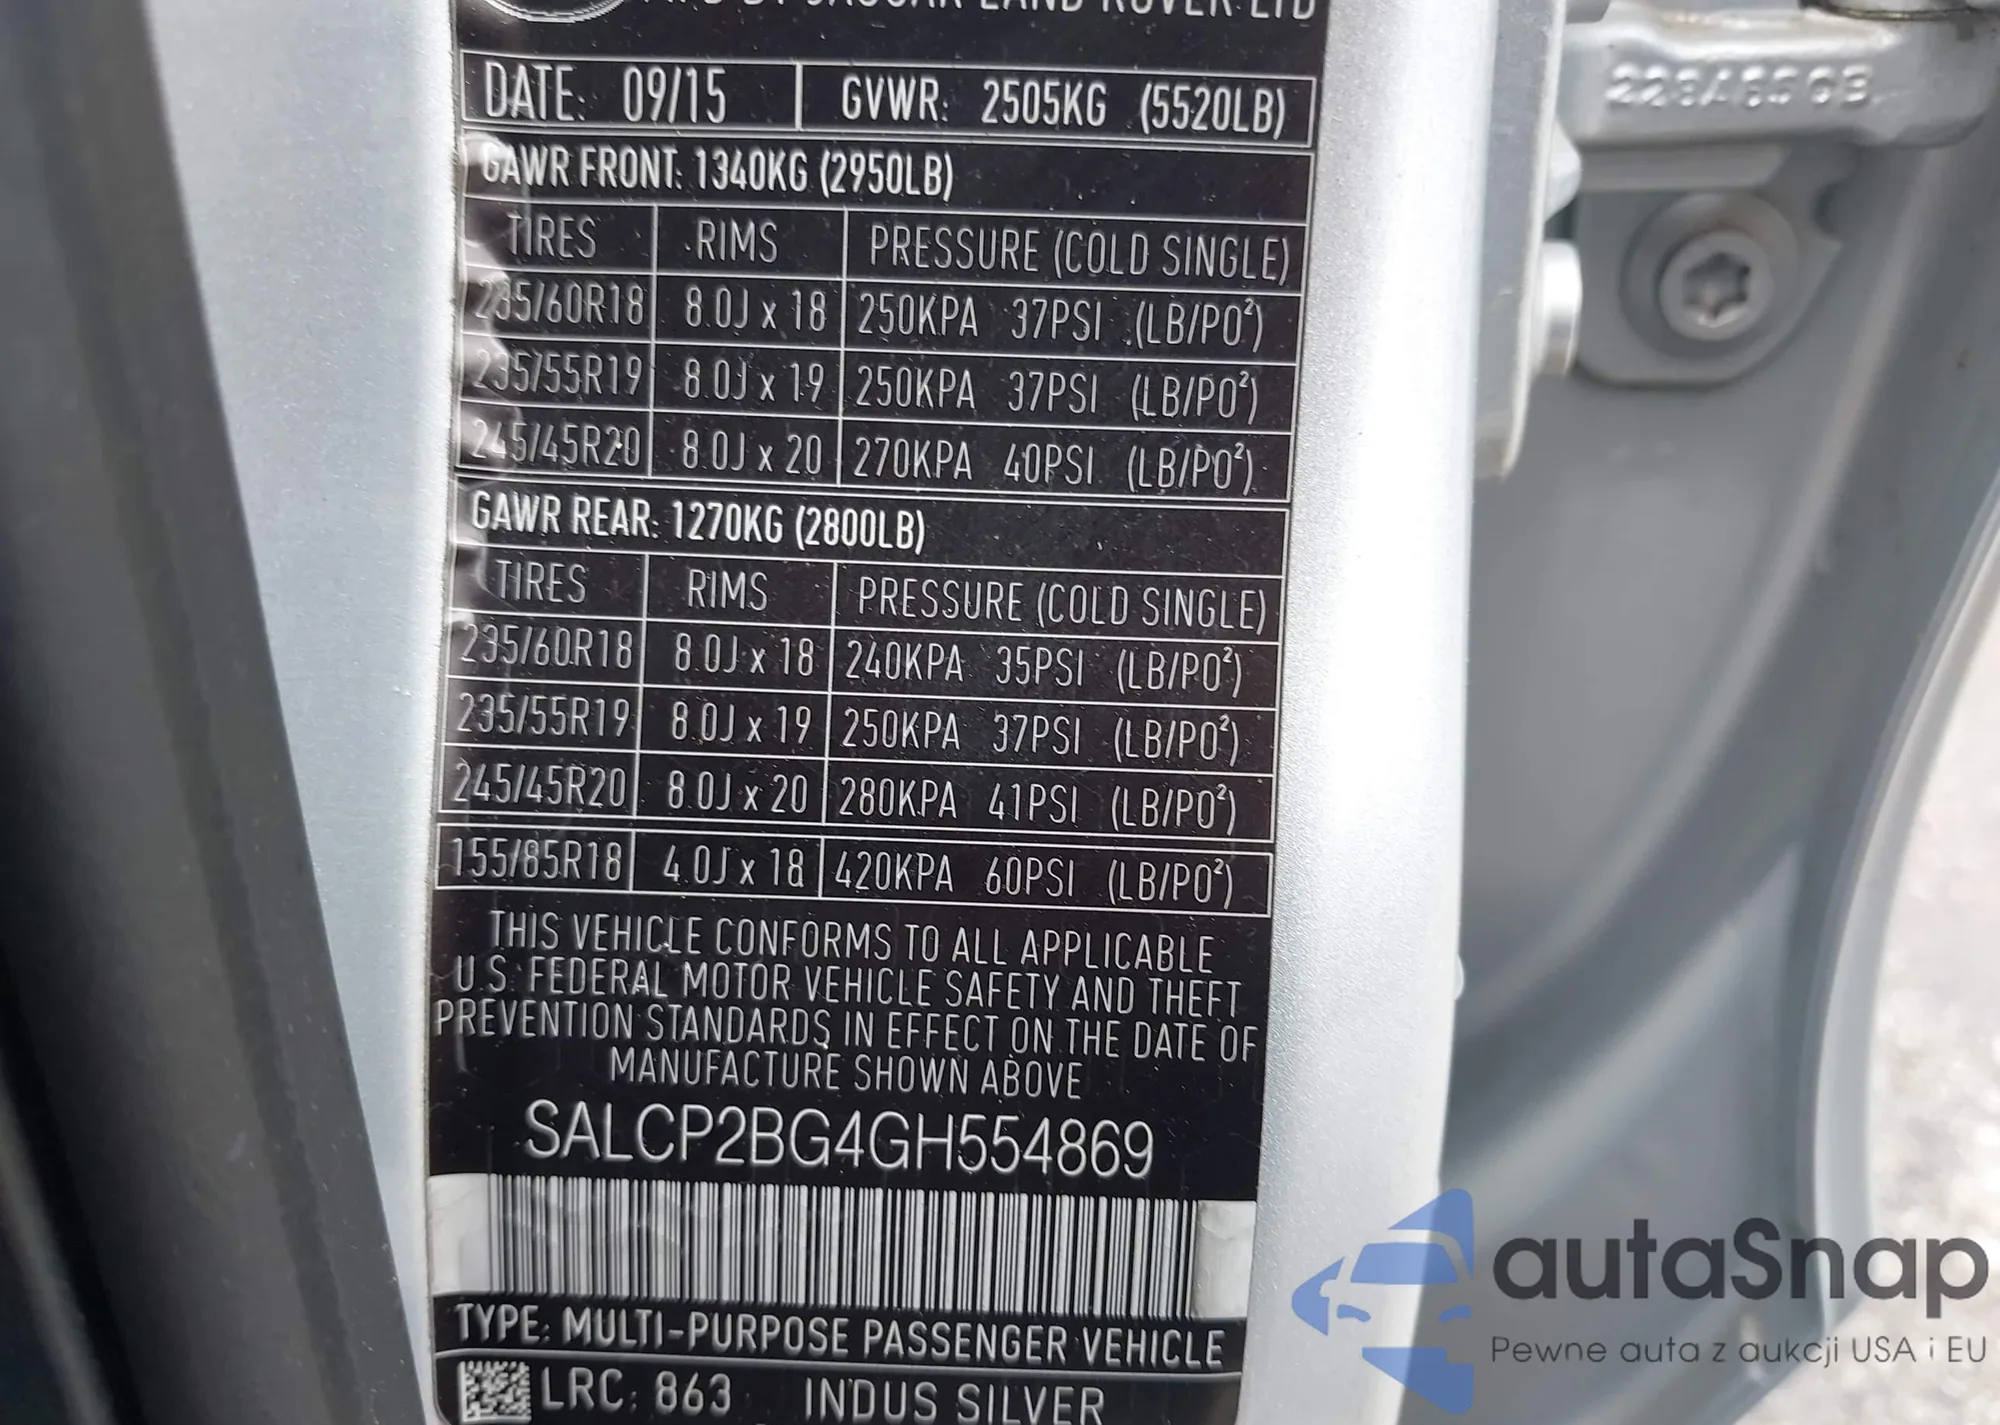 MFD BY JAGUAR LAND ROVER LTD
DATE: 09/15 GVWR: 2505KG (5520LB)
GAWR FRONT: 1340KG (2950LB)
TIRES RIMS PRESSURE (COLD SINGLE)
235/60R18 8.0J x 18 250KPA 37PSI (LB/PO²)
235/55R19 8.0J x 19 250KPA 37PSI (LB/PO²)
245/45R20 8.0J x 20 270KPA 40PSI (LB/PO²)
GAWR REAR: 1270KG (2800LB)
TIRES RIMS PRESSURE (COLD SINGLE)
235/60R18 8.0J x 18 240KPA 35PSI (LB/PO²)
235/55R19 8.0J x 19 250KPA 37PSI (LB/PO²)
245/45R20 8.0J x 20 280KPA 41PSI (LB/PO²)
155/85R18 4.0J x 18 420KPA 60PSI (LB/PO²)
THIS VEHICLE CONFORMS TO ALL APPLICABLE
U.S. FEDERAL MOTOR VEHICLE SAFETY AND THEFT
PREVENTION STANDARDS IN EFFECT ON THE DATE OF
MANUFACTURE SHOWN ABOVE
SALCP2BG4GH554869
TYPE: MULTI-PURPOSE PASSENGER VEHICLE
LRC: 863 INDUS SILVER
autaSnap
Pewne auta z aukcji USA i EU